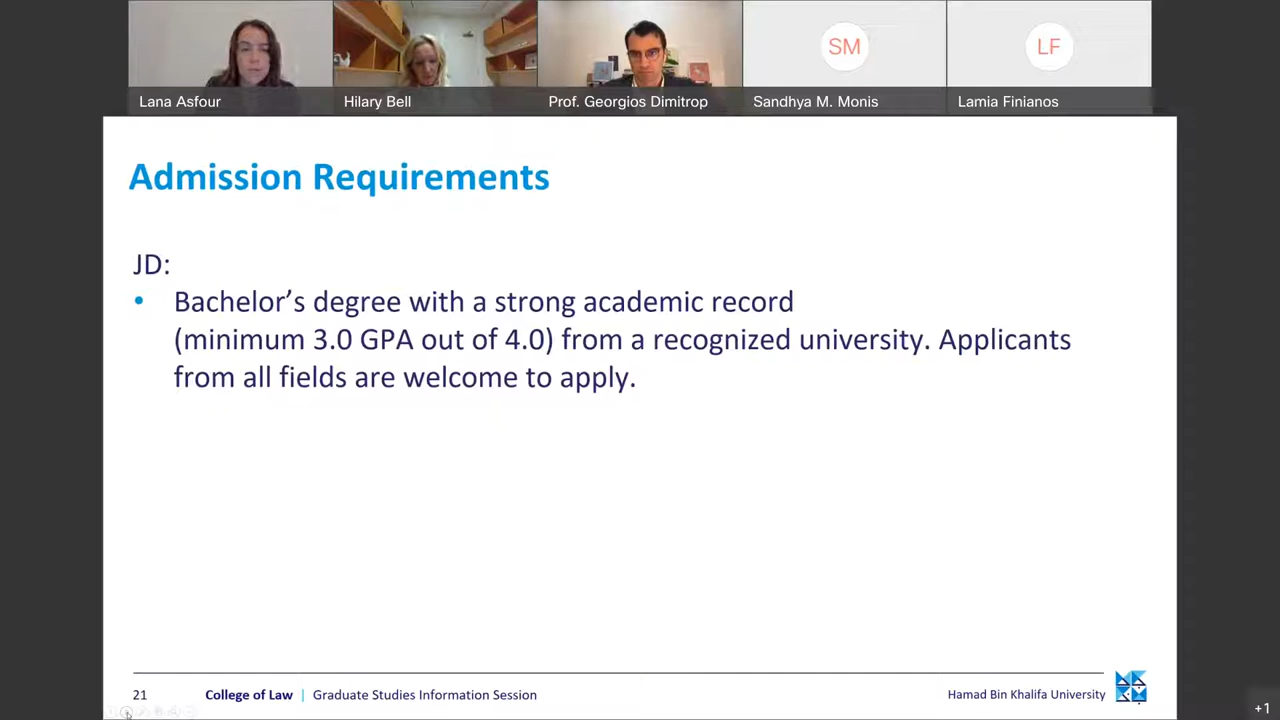 Lana Asfour
Hilary Bell
Prof. Georgios Dimitrop
SM
Sandhya M. Monis
LF
Lamia Finianos
Admission Requirements
JD:
• Bachelor’s degree with a strong academic record
(minimum 3.0 GPA out of 4.0) from a recognized university. Applicants
from all fields are welcome to apply.
21
College of Law | Graduate Studies Information Session
Hamad Bin Khalifa University
+1